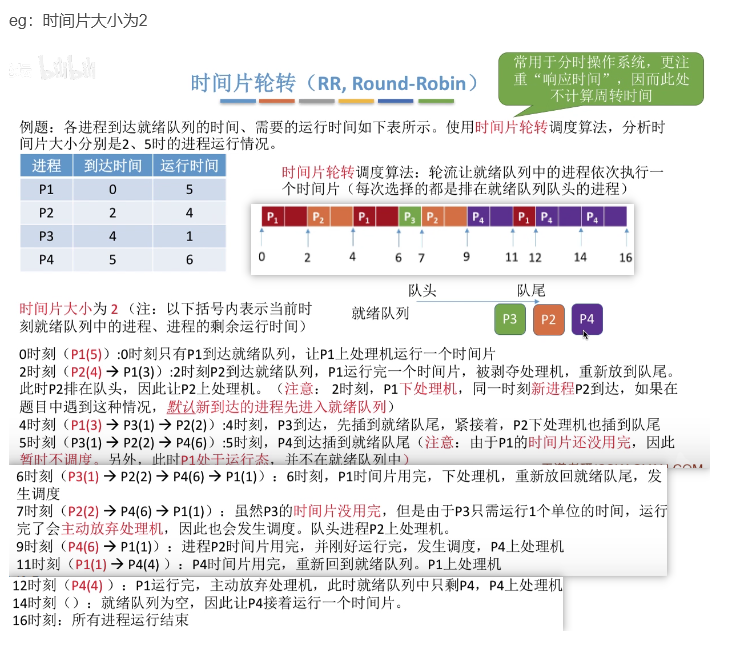 eg：时间片大小为2
bilibili
时间片轮转（RR, Round-Robin）
常用于分时操作系统，更注
重“响应时间”，因而此处
不计算周转时间
例题：各进程到达就绪队列的时间、需要的运行时间如下表所示。使用时间片轮转调度算法，分析时
间片大小分别是2、5时的进程运行情况。
进程 到达时间 运行时间
P1 0 5
P2 2 4
P3 4 1
P4 5 6
时间片轮转调度算法：轮流让就绪队列中的进程依次执行一
个时间片（每次选择的都是排在就绪队列队头的进程）
P1 P2 P1 P3 P2 P4 P1 P4 P4
0 2 4 6 7 9 11 12 14 16
队头 队尾
就绪队列
P3 P2 P4
时间片大小为 2 （注：以下括号内表示当前时
刻就绪队列中的进程、进程的剩余运行时间）
0时刻（P1(5)）:0时刻只有P1到达就绪队列，让P1上处理机运行一个时间片
2时刻（P2(4) → P1(3)）:2时刻P2到达就绪队列，P1运行完一个时间片，被剥夺处理机，重新放到队尾。
此时P2排在队头，因此让P2上处理机。（注意： 2时刻，P1下处理机，同一时刻新进程P2到达，如果在
题目中遇到这种情况，默认新到达的进程先进入就绪队列）
4时刻（P1(3) → P3(1) → P2(2)）:4时刻，P3到达，先插到就绪队尾，紧接着，P2下处理机也插到队尾
5时刻（P3(1) → P2(2) → P4(6)）:5时刻，P4到达插到就绪队尾（注意：由于P1的时间片还没用完，因此
暂时不调度。另外，此时P1处于运行态，并不在就绪队列中）
6时刻（P3(1) → P2(2) → P4(6) → P1(1)）：6时刻，P1时间片用完，下处理机，重新放回就绪队尾，发
生调度
7时刻（P2(2) → P4(6) → P1(1)）：虽然P3的时间片没用完，但是由于P3只需运行1个单位的时间，运行
完了会主动放弃处理机，因此也会发生调度。队头进程P2上处理机。
9时刻（P4(6) → P1(1)）：进程P2时间片用完，并刚好运行完，发生调度，P4上处理机
11时刻（P1(1) → P4(4) ）：P4时间片用完，重新回到就绪队列。P1上处理机
12时刻（P4(4) ）：P1运行完，主动放弃处理机，此时就绪队列中只剩P4，P4上处理机
14时刻（）：就绪队列为空，因此让P4接着运行一个时间片。
16时刻：所有进程运行结束